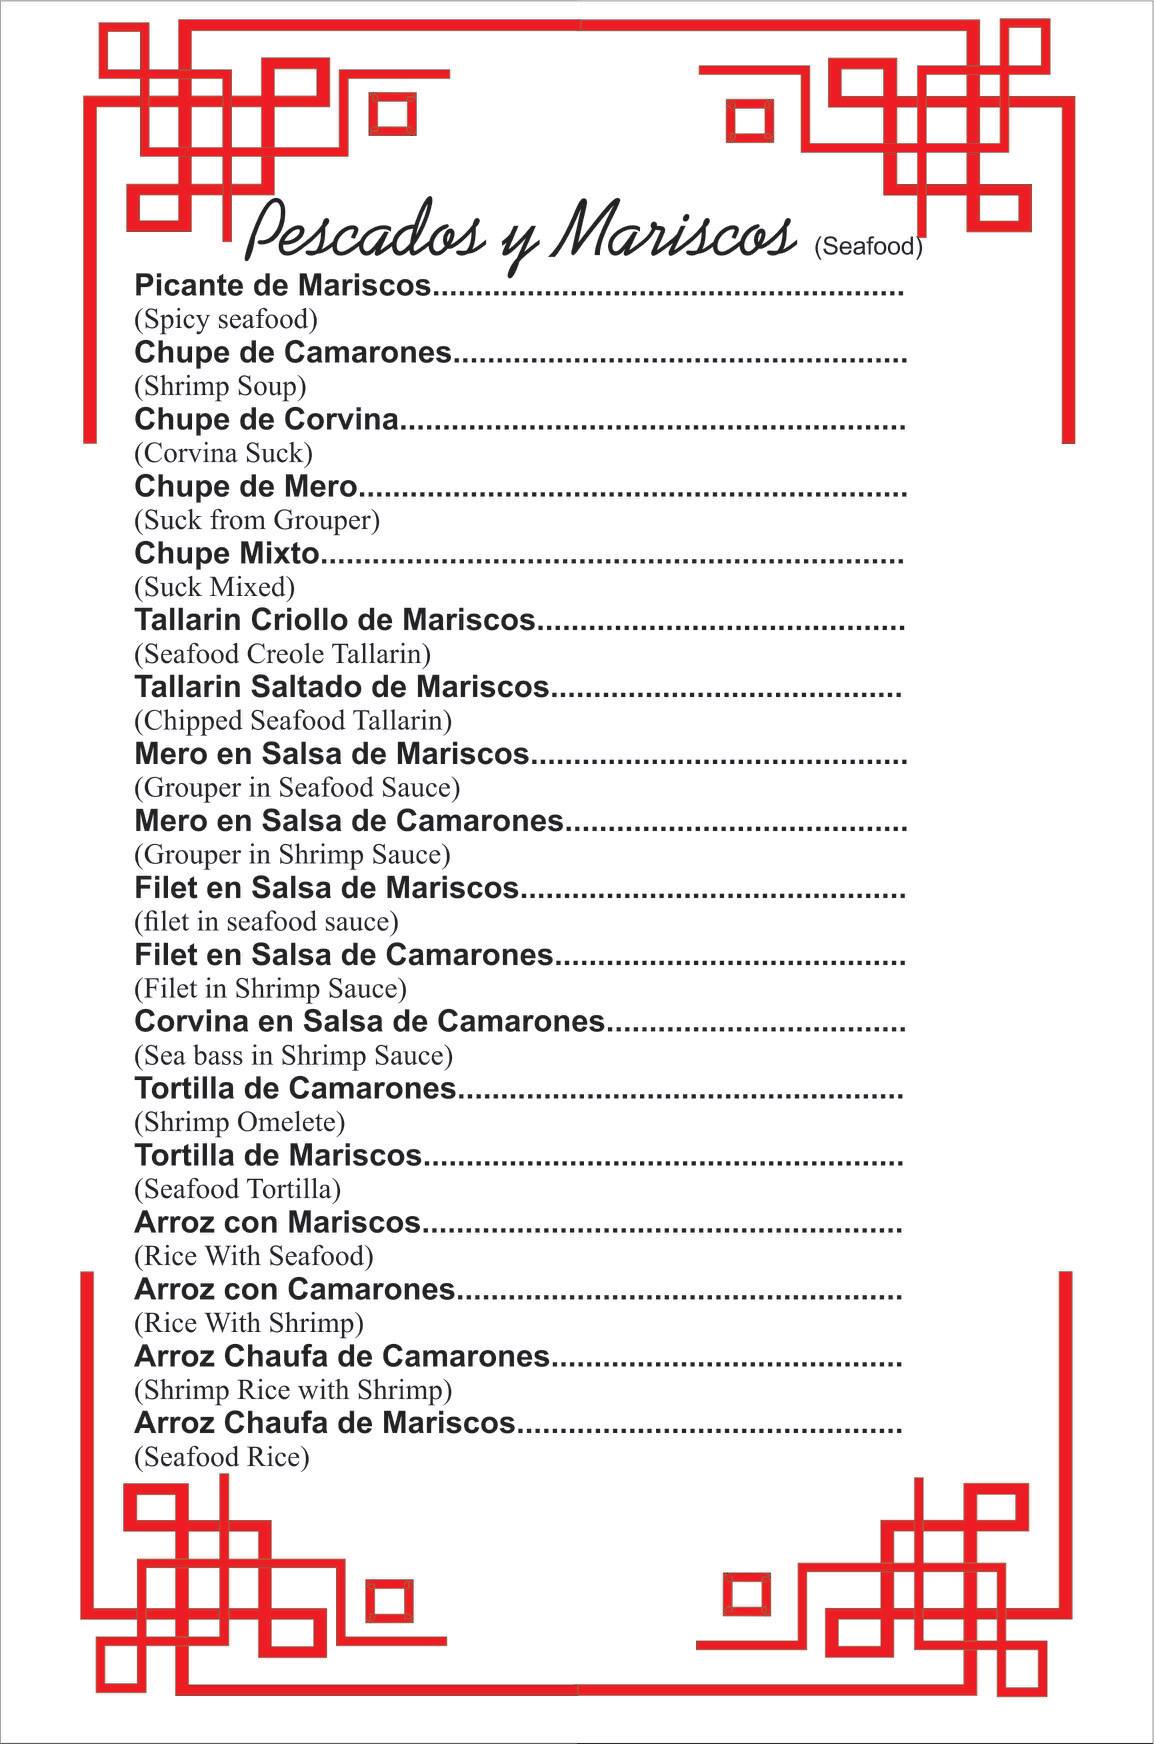 Pescados y Mariscos (Seafood)
Picante de Mariscos.......................................................
(Spicy seafood)
Chupe de Camarones.....................................................
(Shrimp Soup)
Chupe de Corvina...........................................................
(Corvina Suck)
Chupe de Mero................................................................
(Suck from Grouper)
Chupe Mixto....................................................................
(Suck Mixed)
Tallarin Criollo de Mariscos...........................................
(Seafood Creole Tallarin)
Tallarin Saltado de Mariscos.........................................
(Chipped Seafood Tallarin)
Mero en Salsa de Mariscos............................................
(Grouper in Seafood Sauce)
Mero en Salsa de Camarones........................................
(Grouper in Shrimp Sauce)
Filet en Salsa de Mariscos.............................................
(filet in seafood sauce)
Filet en Salsa de Camarones.........................................
(Filet in Shrimp Sauce)
Corvina en Salsa de Camarones...................................
(Sea bass in Shrimp Sauce)
Tortilla de Camarones....................................................
(Shrimp Omelete)
Tortilla de Mariscos........................................................
(Seafood Tortilla)
Arroz con Mariscos........................................................
(Rice With Seafood)
Arroz con Camarones....................................................
(Rice With Shrimp)
Arroz Chaufa de Camarones.........................................
(Shrimp Rice with Shrimp)
Arroz Chaufa de Mariscos.............................................
(Seafood Rice)